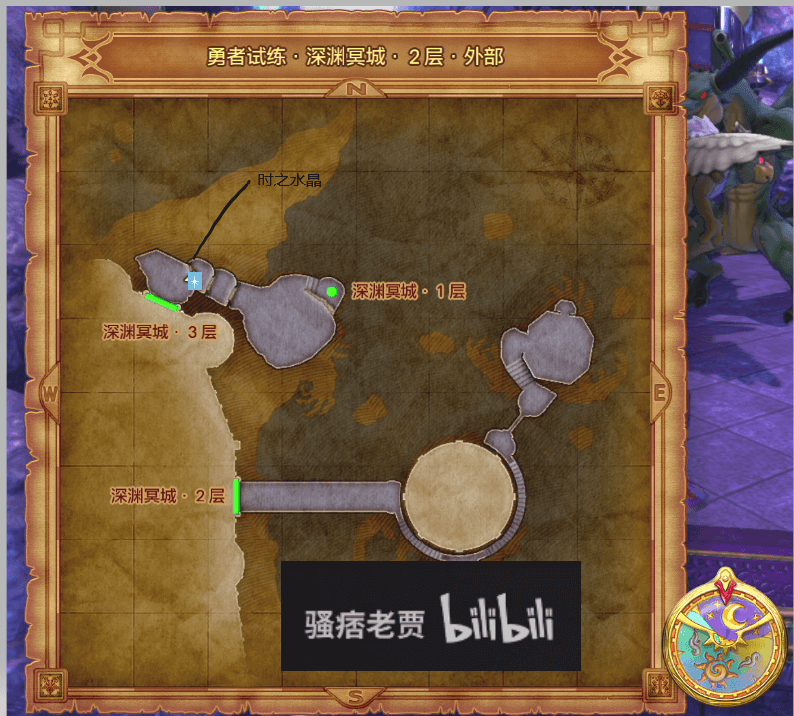 勇者试练·深渊冥城·2层·外部
N
时之水晶
深渊冥城·1层
深渊冥城·3层
W
E
深渊冥城·2层
骚痞老贾 bilibili
S